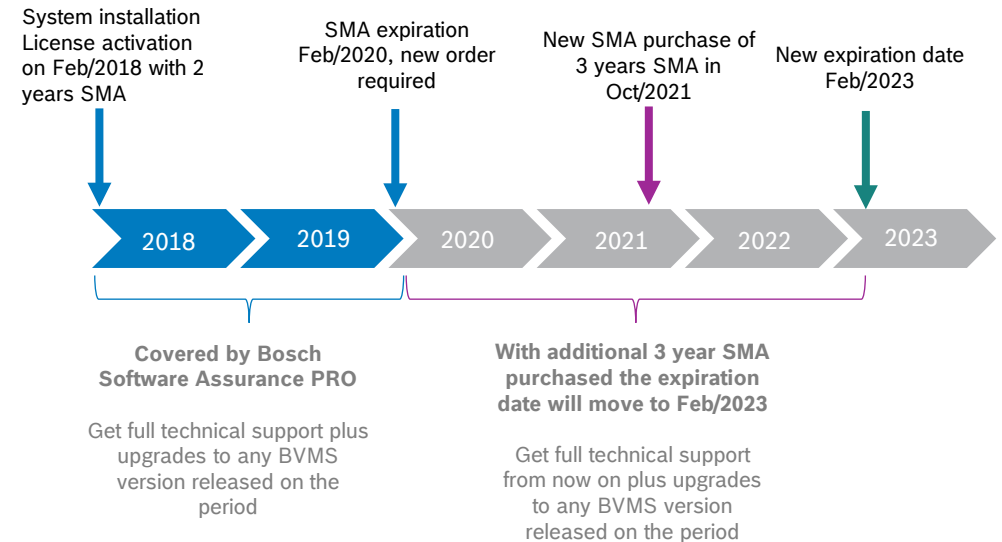 System installation
License activation
on Feb/2018 with 2
years SMA
SMA expiration
Feb/2020, new order
required
New SMA purchase of
3 years SMA in
Oct/2021
New expiration date
Feb/2023
2018
2019
2020
2021
2022
2023
Covered by Bosch
Software Assurance PRO
Get full technical support plus
upgrades to any BVMS
version released on the
period
With additional 3 year SMA
purchased the expiration
date will move to Feb/2023
Get full technical support
from now on plus upgrades
to any BVMS version
released on the period